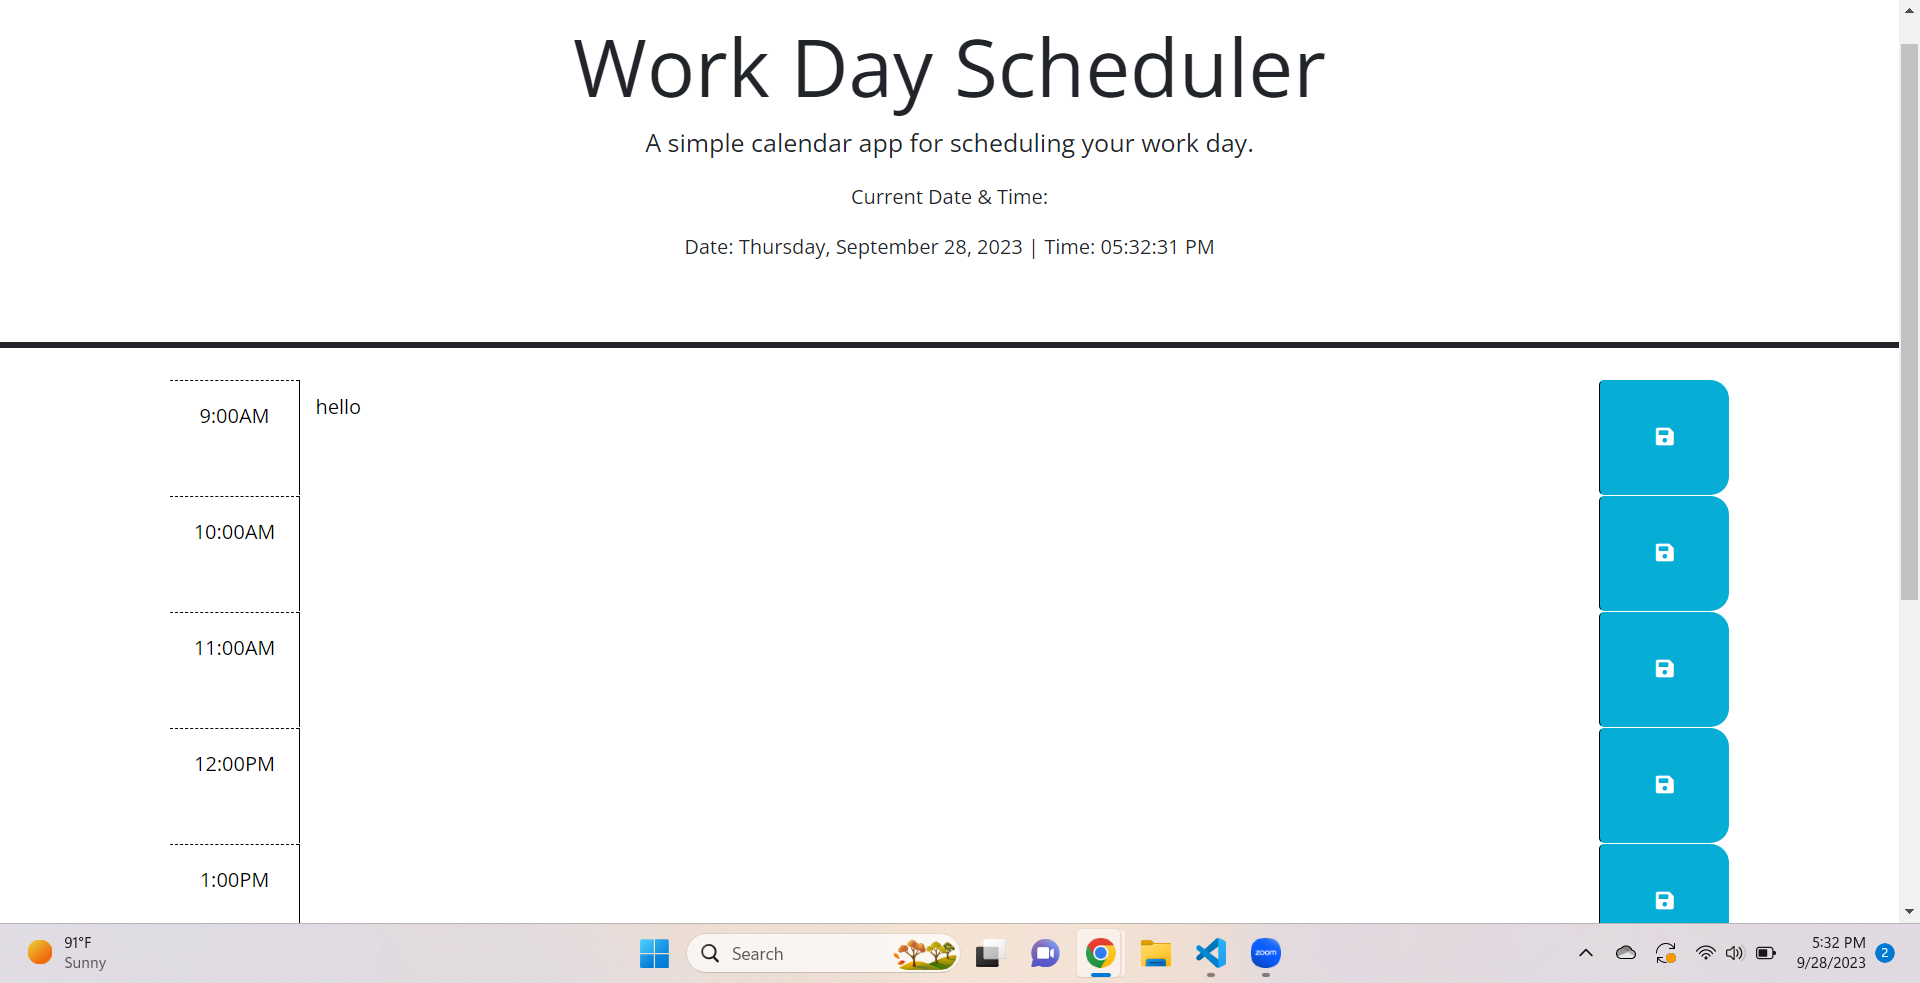 Work Day Scheduler
A simple calendar app for scheduling your work day.
Current Date & Time:
Date: Thursday, September 28, 2023 | Time: 05:32:31 PM
9:00AM
hello
10:00AM
11:00AM
12:00PM
1:00PM
91°F
Sunny
Search
zoom
5:32 PM
9/28/2023
2